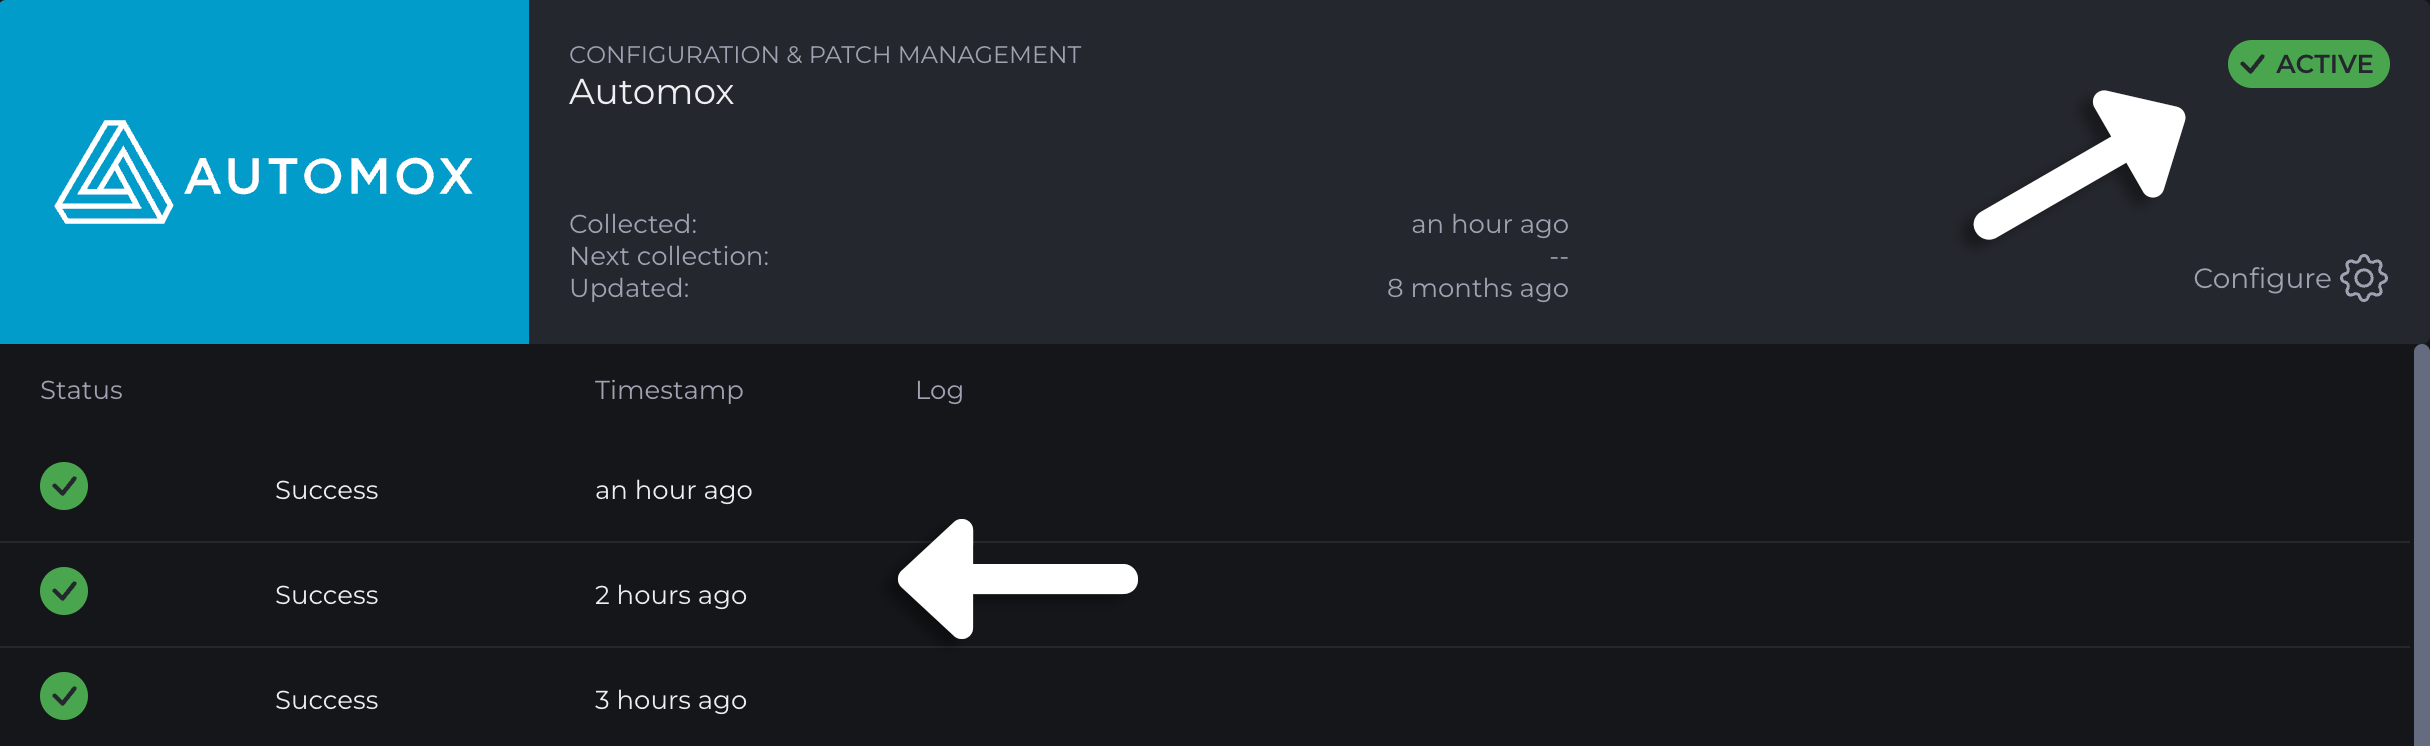 AUTOMOX
CONFIGURATION & PATCH MANAGEMENT
Automox
ACTIVE
Collected: an hour ago
Next collection: --
Updated: 8 months ago
Configure
Status Timestamp Log
Success an hour ago
Success 2 hours ago
Success 3 hours ago